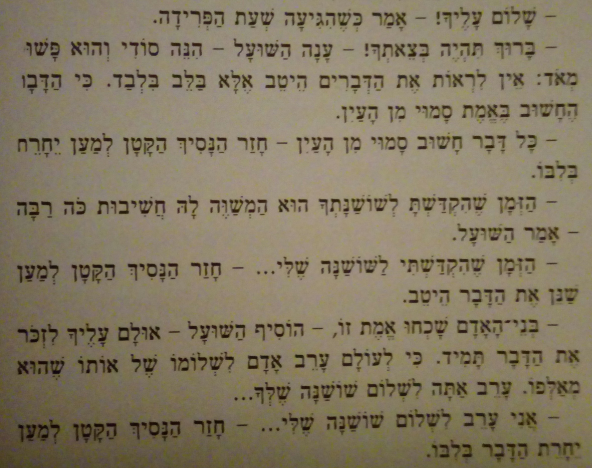 – שָׁלוֹם עָלֶיךָ! – אָמַר כְּשֶׁהִגִּיעָה שְׁעַת הַפְּרִידָה.
– בָּרוּךְ תִּהְיֶה בְּצֵאתְךָ! – עָנָה הַשּׁוּעָל – הִנֵּה סוֹדִי וְהוּא פָּשׁוּ
מְאֹד: אֵין לִרְאוֹת אֶת הַדְּבָרִים הֵיטֵב אֶלָּא בַּלֵּב בִּלְבַד. כִּי הַדָּבָר
הֶחָשׁוּב בֶּאֱמֶת סָמוּי מִן הָעַיִן.
– כָּל דָּבָר חָשׁוּב סָמוּי מִן הָעַיִן – חָזַר הַנָּסִיךְ הַקָּטָן לְמַעַן יֵחָרֵת
בְּלִבּוֹ.
– הַזְּמָן שֶׁהִקְדַּשְׁתָּ לְשׁוֹשַׁנָּתְךָ הוּא הַמְשַׁוֶּה לָהּ חֲשִׁיבוּת כֹּה רַבָּה
– אָמַר הַשּׁוּעָל.
– הַזְּמָן שֶׁהִקְדַּשְׁתִּי לַשּׁוֹשַׁנָּה שֶׁלִּי... – חָזַר הַנָּסִיךְ הַקָּטָן לְמַעַן
שַׁנֵּן אֶת הַדָּבָר הֵיטֵב.
– בְּנֵי־הָאָדָם שָׁכְחוּ אֱמֶת זוֹ, – הוֹסִיף הַשּׁוּעָל – אוּלָם עָלֶיךָ לִזְכֹּר
אֶת הַדָּבָר תָּמִיד. כִּי לְעוֹלָם עָרֵב אָדָם לִשְׁלוֹמוֹ שֶׁל אוֹתוֹ שֶׁהוּא
מְאַלְּפוֹ. עָרֵב אַתָּה לִשְׁלוֹם שׁוֹשַׁנָּה שֶׁלְּךָ...
– אֲנִי עָרֵב לִשְׁלוֹם שׁוֹשַׁנָּה שֶׁלִּי... – חָזַר הַנָּסִיךְ הַקָּטָן לְמַעַן
יֵחָרֵת הַדָּבָר בְּלִבּוֹ.